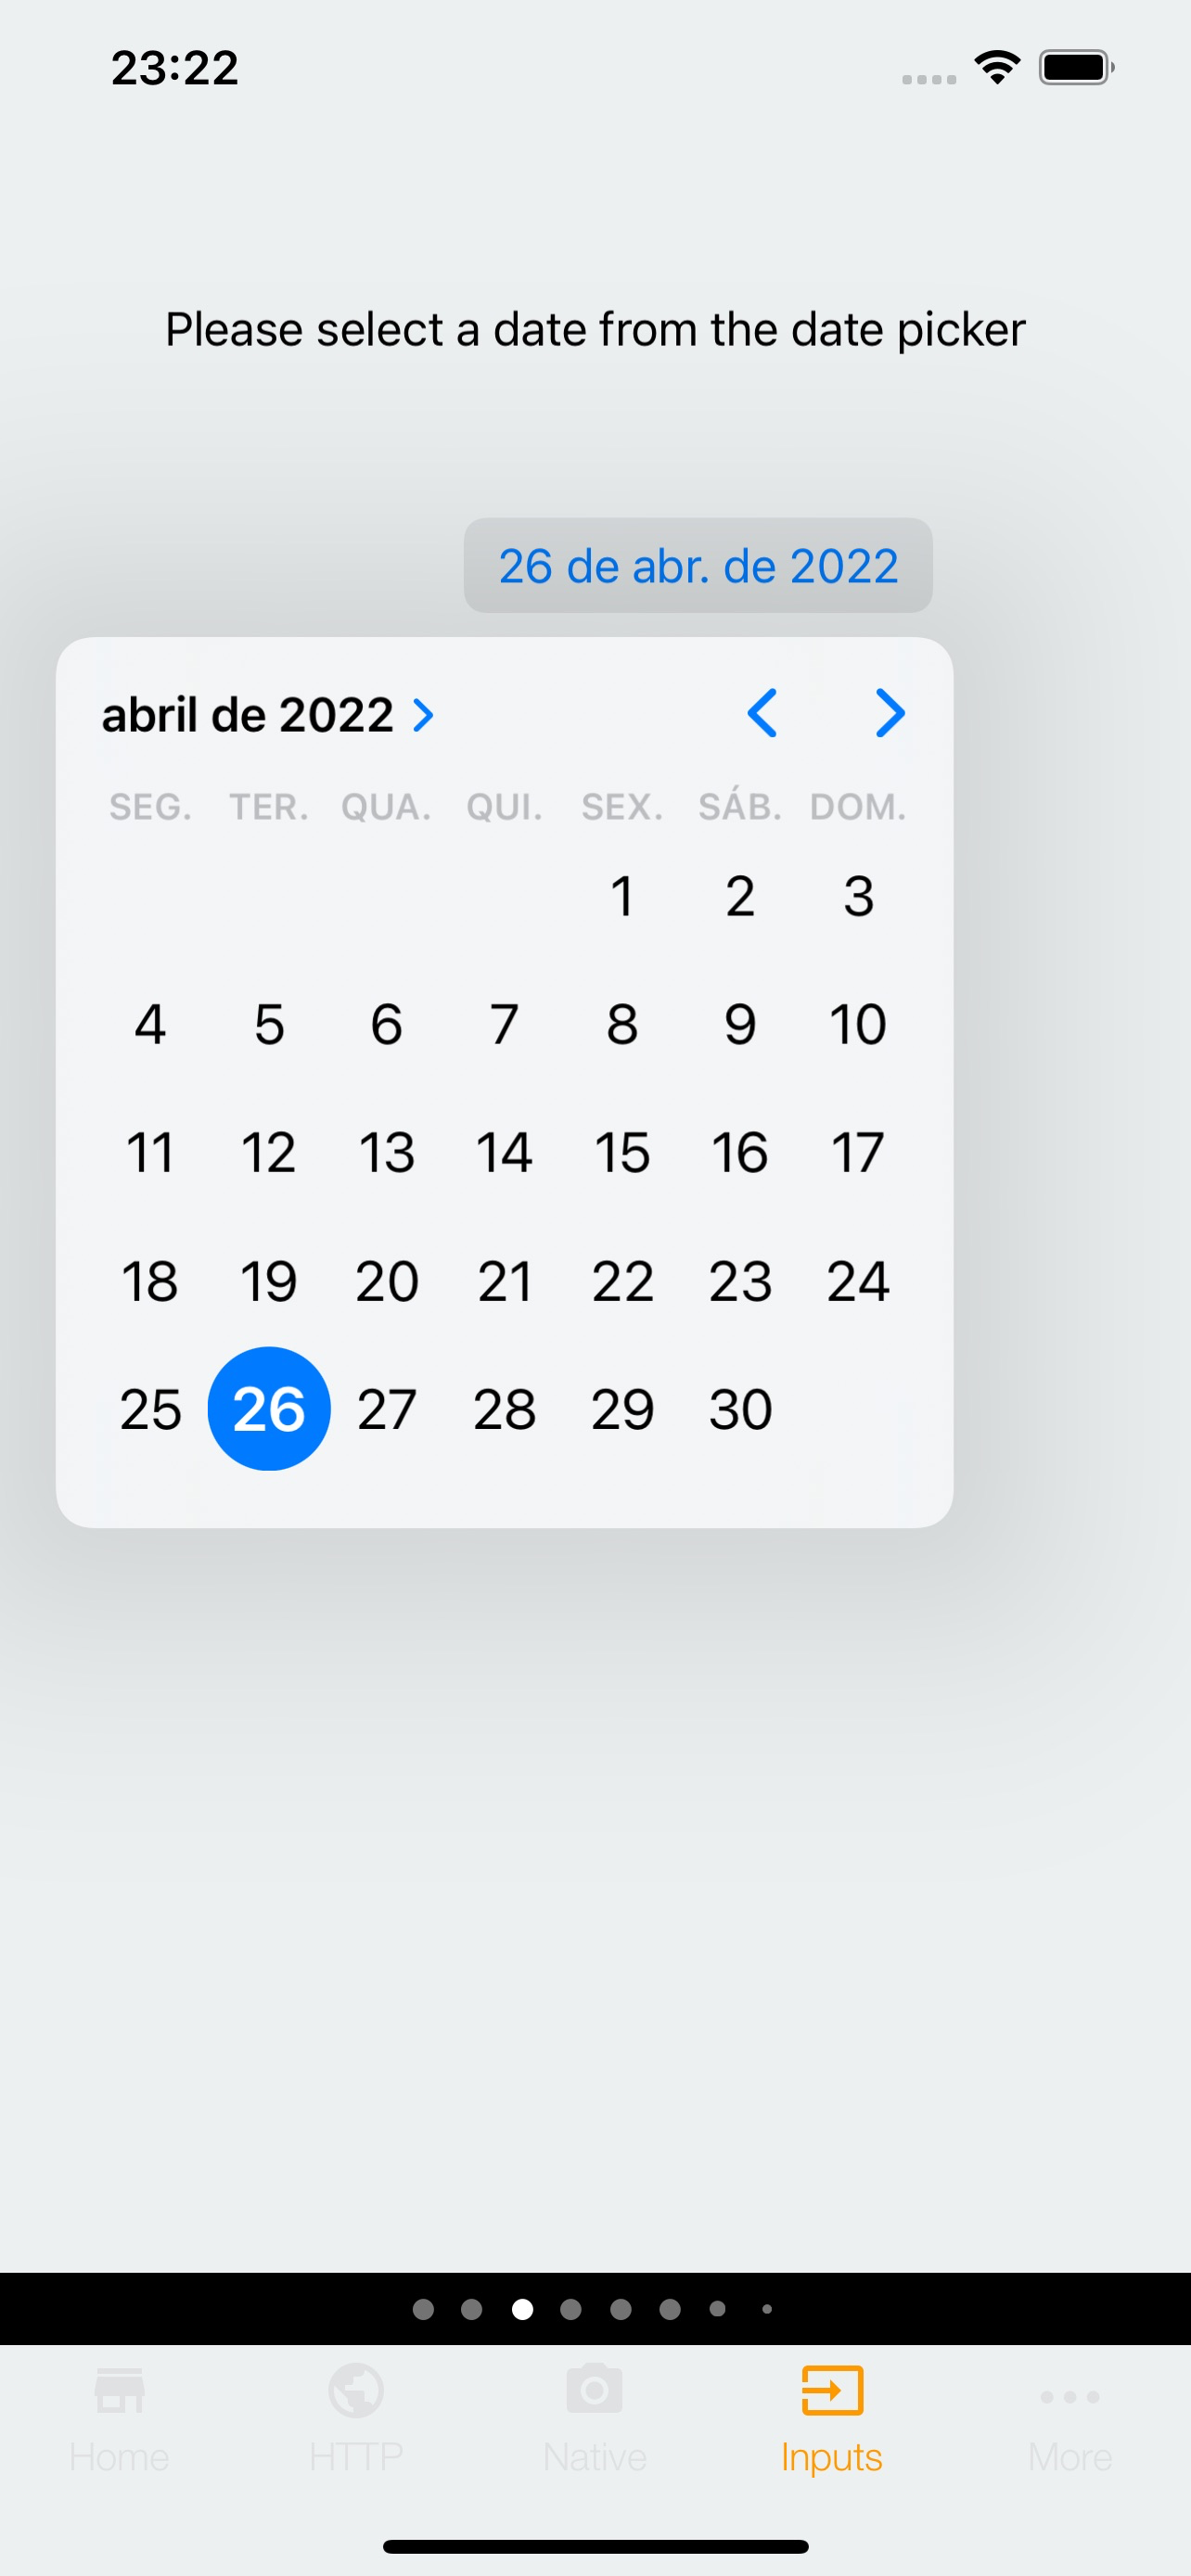 23:22
Please select a date from the date picker
26 de abr. de 2022
abril de 2022
SEG. TER. QUA. QUI. SEX. SÁB. DOM.
1 2 3
4 5 6 7 8 9 10
11 12 13 14 15 16 17
18 19 20 21 22 23 24
25 26 27 28 29 30
Home HTTP Native Inputs More